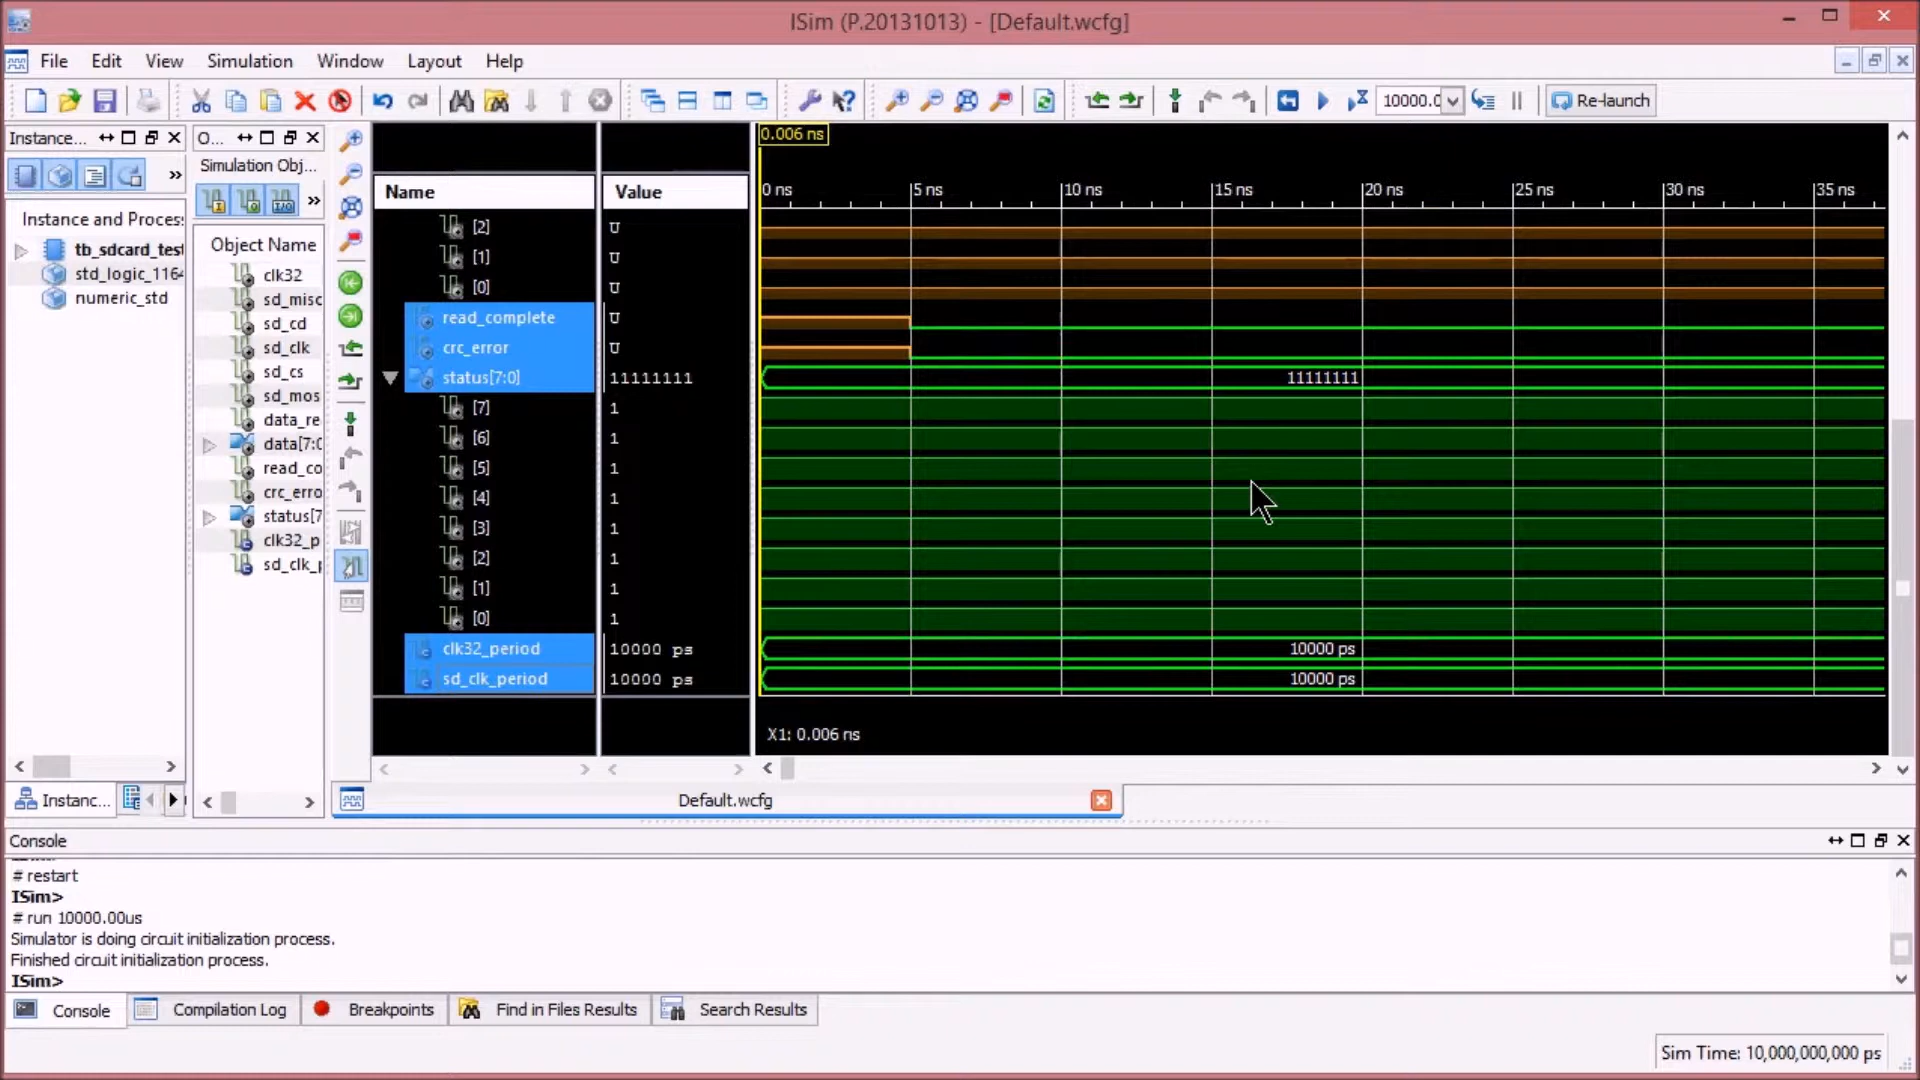 ISim (P.20131013) - [Default.wcfg]
File Edit View Simulation Window Layout Help
10000.0 Re-launch
Instance... O...
Simulation Obj...
Instance and Process
tb_sdcard_test
std_logic_1164
numeric_std
Object Name
clk32
sd_misc
sd_cd
sd_clk
sd_cs
sd_mos
data_re
data[7:0
read_co
crc_erro
status[7
clk32_p
sd_clk_p
Name Value
0.006 ns
0 ns 5 ns 10 ns 15 ns 20 ns 25 ns 30 ns 35 ns
[2] U
[1] U
[0] U
read_complete U
crc_error U
status[7:0] 11111111 11111111
[7] 1
[6] 1
[5] 1
[4] 1
[3] 1
[2] 1
[1] 1
[0] 1
clk32_period 10000 ps 10000 ps
sd_clk_period 10000 ps 10000 ps
X1: 0.006 ns
Instanc... Default.wcfg
Console
# restart
ISim>
# run 10000.00us
Simulator is doing circuit initialization process.
Finished circuit initialization process.
ISim>
Console Compilation Log Breakpoints Find in Files Results Search Results
Sim Time: 10,000,000,000 ps